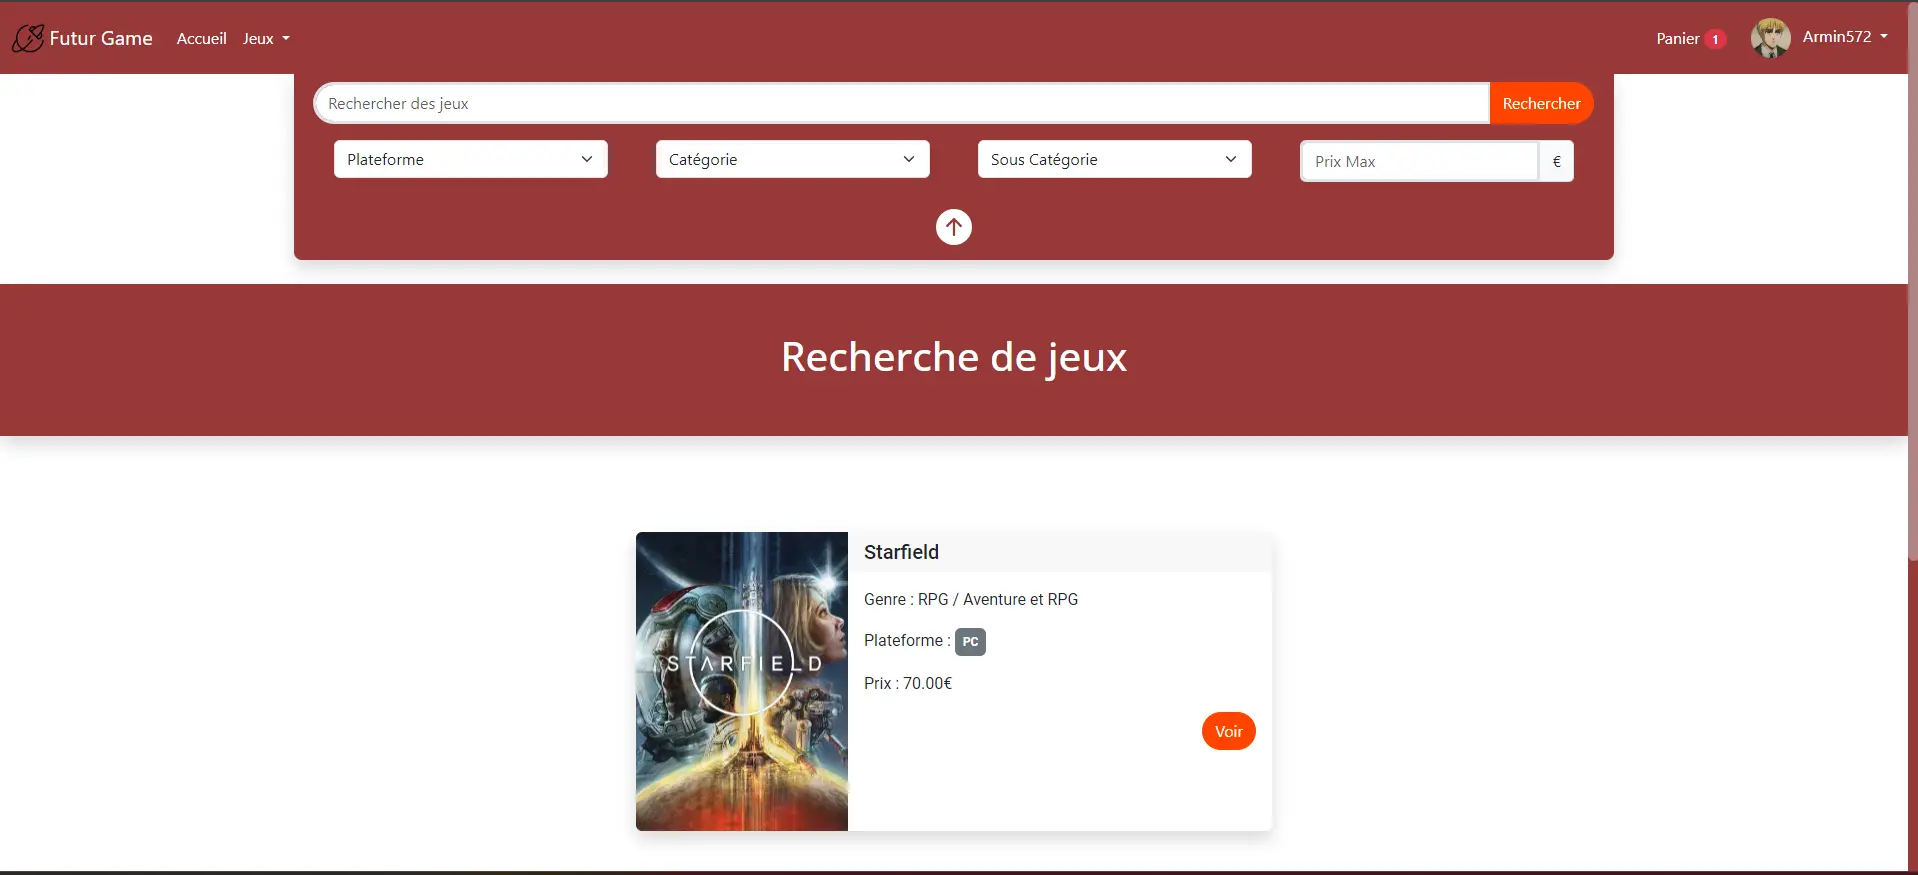 Futur Game Accueil Jeux Panier 1 Armin572
Rechercher des jeux Rechercher
Plateforme Catégorie Sous Catégorie Prix Max €
Recherche de jeux
STARFIELD
Starfield
Genre : RPG / Aventure et RPG
Plateforme : PC
Prix : 70.00€
Voir